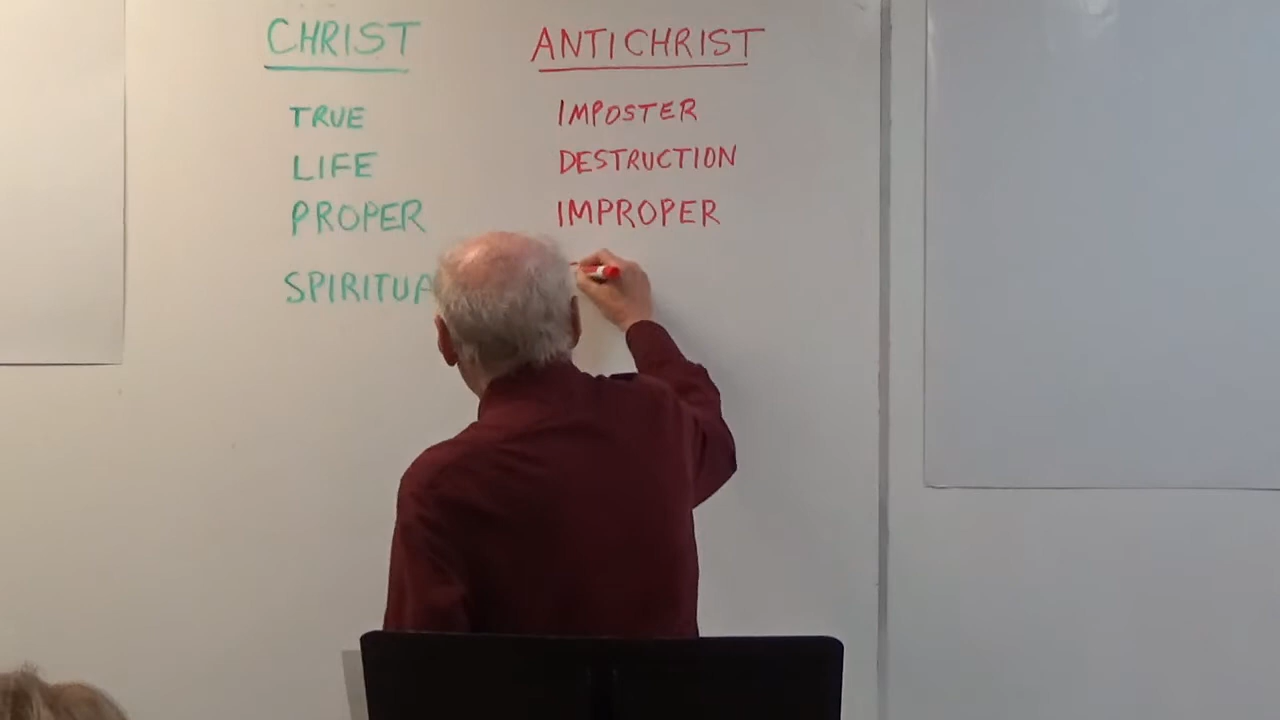 CHRIST ANTICHRIST
TRUE IMPOSTER
LIFE DESTRUCTION
PROPER IMPROPER
SPIRITUA